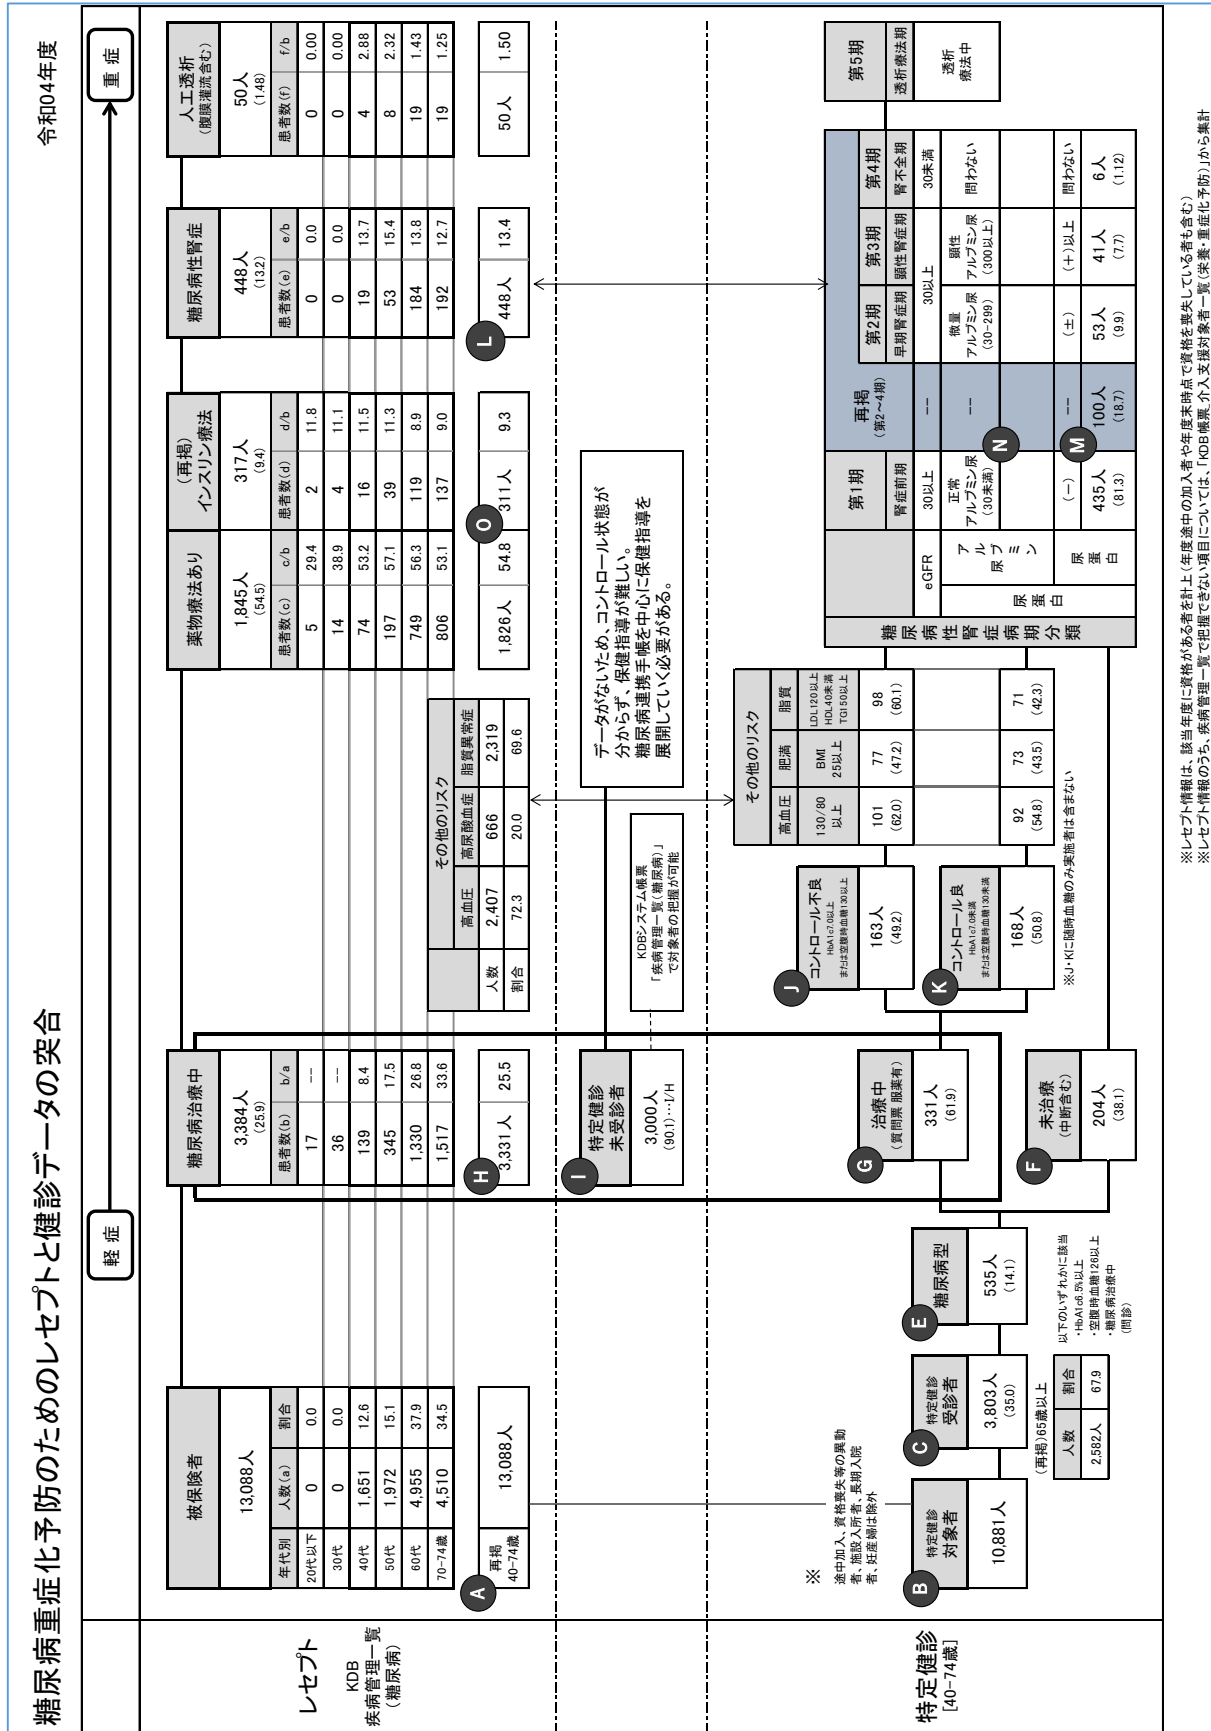 糖尿病重症化予防のためのレセプトと健診データの突合
令和04年度
軽症
重症
レセプト
KDB
疾病管理一覧
(糖尿病)
被保険者
13,088人
年代別 人数(a) 割合
20代以下 0 0.0
30代 0 0.0
40代 1,651 12.6
50代 1,972 15.1
60代 4,955 37.9
70-74歳 4,510 34.5
A
再掲
40-74歳
13,088人
糖尿病治療中
3,384人
(25.9)
患者数(b) b/a
17 --
36 --
139 8.4
345 17.5
1,330 26.8
1,517 33.6
H
3,331人 25.5
その他のリスク
高血圧 高尿酸血症 脂質異常症
人数 2,407 666 2,319
割合 72.3 20.0 69.6
薬物療法あり
1,845人
(54.5)
患者数(c) c/b
5 29.4
14 38.9
74 53.2
197 57.1
749 56.3
806 53.1
1,826人 54.8
(再掲)
インスリン療法
317人
(9.4)
患者数(d) d/b
2 11.8
4 11.1
16 11.5
39 11.3
119 8.9
137 9.0
O
311人 9.3
糖尿病性腎症
448人
(13.2)
患者数(e) e/b
0 0.0
0 0.0
19 13.7
53 15.4
184 13.8
192 12.7
L
448人 13.4
人工透析
(腹膜灌流含む)
50人
(1.48)
患者数(f) f/b
0 0.00
0 0.00
4 2.88
8 2.32
19 1.43
19 1.25
50人 1.50
I
特定健診
未受診者
3,000人
(90.1)…I/H
KDBシステム帳票
「疾病管理一覧(糖尿病)」
で対象者の把握が可能
データがないため、コントロール状態が
分からず、保健指導が難しい。
糖尿病連携手帳を中心に保健指導を
展開していく必要がある。
特定健診
[40-74歳]
※
途中加入、資格喪失等の異動
者、施設入所者、長期入院
者、妊産婦は除外
B
特定健診
対象者
10,881人
C
特定健診
受診者
3,803人
(35.0)
(再掲)65歳以上
人数 割合
2,582人 67.9
E
糖尿病型
535人
(14.1)
以下のいずれかに該当
・HbA1c6.5%以上
・空腹時血糖126以上
・糖尿病治療中
(問診)
G
治療中
(質問票 服薬有)
331人
(61.9)
F
未治療
(中断含む)
204人
(38.1)
J
コントロール不良
HbA1c7.0以上
または空腹時血糖130以上
163人
(49.2)
K
コントロール良
HbA1c7.0未満
または空腹時血糖130未満
168人
(50.8)
※J・Kに随時血糖のみ実施者は含まない
その他のリスク
高血圧 肥満 脂質
130/80
以上
BMI
25以上
LDL120以上
HDL40未満
TG150以上
101
(62.0)
77
(47.2)
98
(60.1)
92
(54.8)
73
(43.5)
71
(42.3)
糖尿病性腎症病期分類
eGFR
尿蛋白
アルブミン尿
尿蛋白
第1期
腎症前期
30以上
正常
アルブミン尿
(30未満)
(－)
435人
(81.3)
再掲
(第2～4期)
--
--
N
--
M
100人
(18.7)
第2期
早期腎症期
30以上
微量
アルブミン尿
(30-299)
(±)
53人
(9.9)
第3期
顕性腎症期
顕性
アルブミン尿
(300以上)
(＋)以上
41人
(7.7)
第4期
腎不全期
30未満
問わない
問わない
6人
(1.12)
第5期
透析療法期
透析
療法中
※レセプト情報は、該当年度に資格がある者を計上(年度途中の加入者や年度末時点で資格を喪失している者も含む)
※レセプト情報のうち、疾病管理一覧で把握できない項目については、「KDB帳票_介入支援対象者一覧(栄養・重症化予防)」から集計